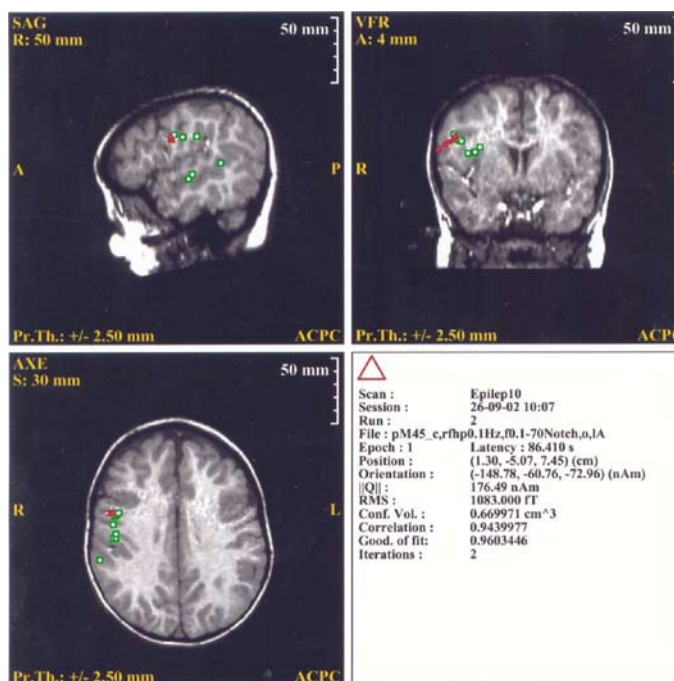 SAG
R: 50 mm
50 mm
A
P
Pr.Th.: +/- 2.50 mm
ACPC
VFR
A: 4 mm
50 mm
R
Pr.Th.: +/- 2.50 mm
ACPC
AXE
S: 30 mm
50 mm
R
L
Pr.Th.: +/- 2.50 mm
ACPC
Scan : Epilep10
Session : 26-09-02 10:07
Run : 2
File : pM45_c,rfhp0.1Hz,f0.1-70Notch,o,lA
Epoch : 1 Latency : 86.410 s
Position : (1.30, -5.07, 7.45) (cm)
Orientation : (-148.78, -60.76, -72.96) (nAm)
||Q|| : 176.49 nAm
RMS : 1083.000 fT
Conf. Vol. : 0.669971 cm^3
Correlation : 0.9439977
Good. of fit: 0.9603446
Iterations : 2